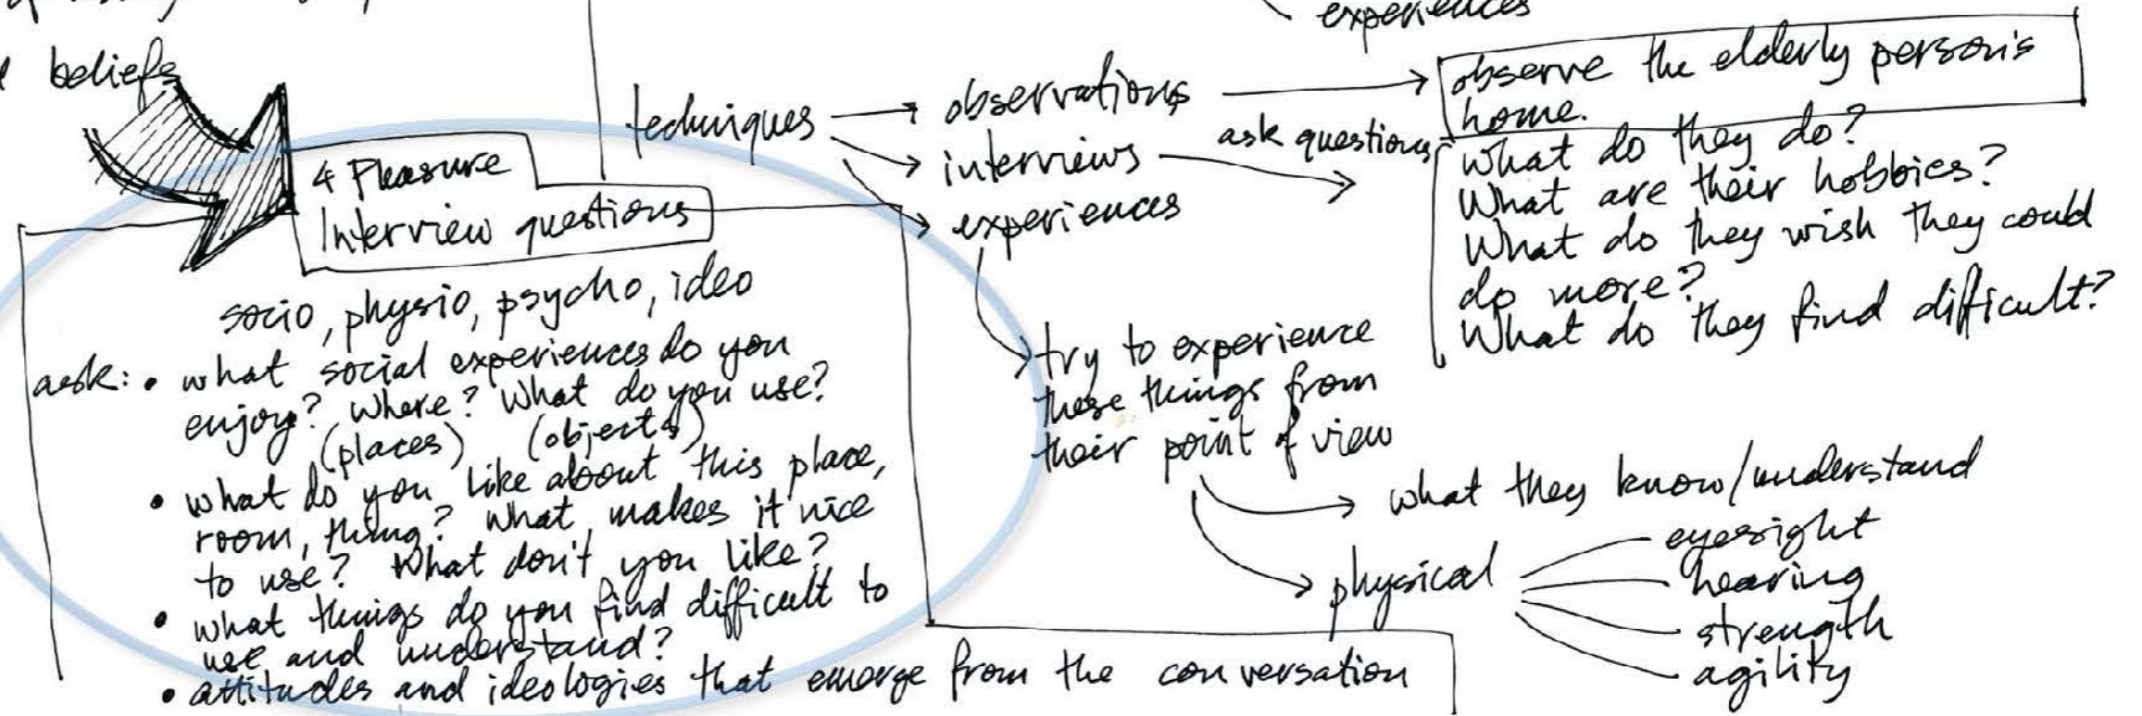 experiences
beliefs
4 Pleasure
Interview questions
socio, physio, psycho, ideo
ask: • what social experiences do you
enjoy? Where? What do you use?
(places) (objects)
• what do you like about this place,
room, thing? What makes it nice
to use? What don't you like?
• what things do you find difficult to
use and understand?
• attitudes and ideologies that emerge from the conversation
techniques
observations
interviews
experiences
observe the elderly person's
home.
ask questions
What do they do?
What are their hobbies?
What do they wish they could
do more?
What do they find difficult?
try to experience
these things from
their point of view
what they know/understand
physical
eyesight
hearing
strength
agility